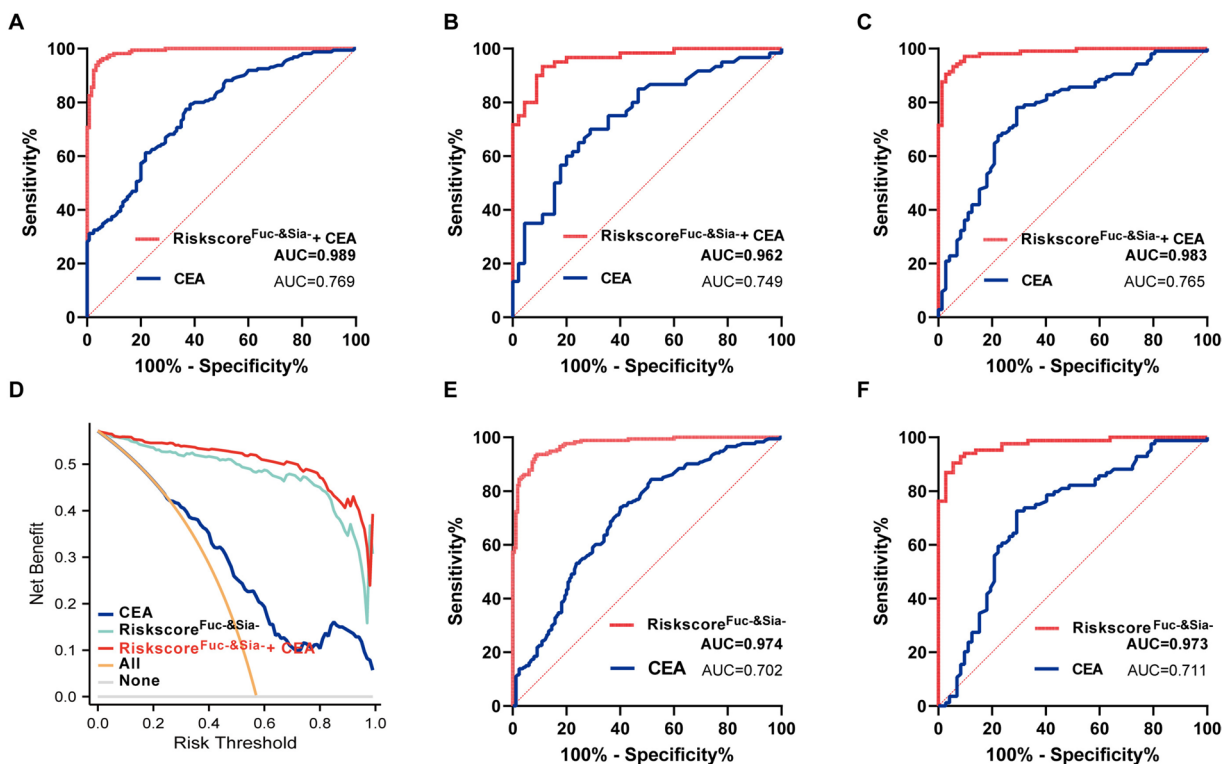 A
100
80
60
40
20
0
Sensitivity%
Riskscore^Fuc-&Sia-+ CEA
AUC=0.989
CEA
AUC=0.769
0 20 40 60 80 100
100% - Specificity%
B
100
80
60
40
20
0
Sensitivity%
Riskscore^Fuc-&Sia-+ CEA
AUC=0.962
CEA
AUC=0.749
0 20 40 60 80 100
100% - Specificity%
C
100
80
60
40
20
0
Sensitivity%
Riskscore^Fuc-&Sia-+ CEA
AUC=0.983
CEA
AUC=0.765
0 20 40 60 80 100
100% - Specificity%
D
0.5
0.4
0.3
0.2
0.1
0.0
Net Benefit
CEA
Riskscore^Fuc-&Sia-
Riskscore^Fuc-&Sia-+ CEA
All
None
0.0 0.2 0.4 0.6 0.8 1.0
Risk Threshold
E
100
80
60
40
20
0
Sensitivity%
Riskscore^Fuc-&Sia-
AUC=0.974
CEA
AUC=0.702
0 20 40 60 80 100
100% - Specificity%
F
100
80
60
40
20
0
Sensitivity%
Riskscore^Fuc-&Sia-
AUC=0.973
CEA
AUC=0.711
0 20 40 60 80 100
100% - Specificity%